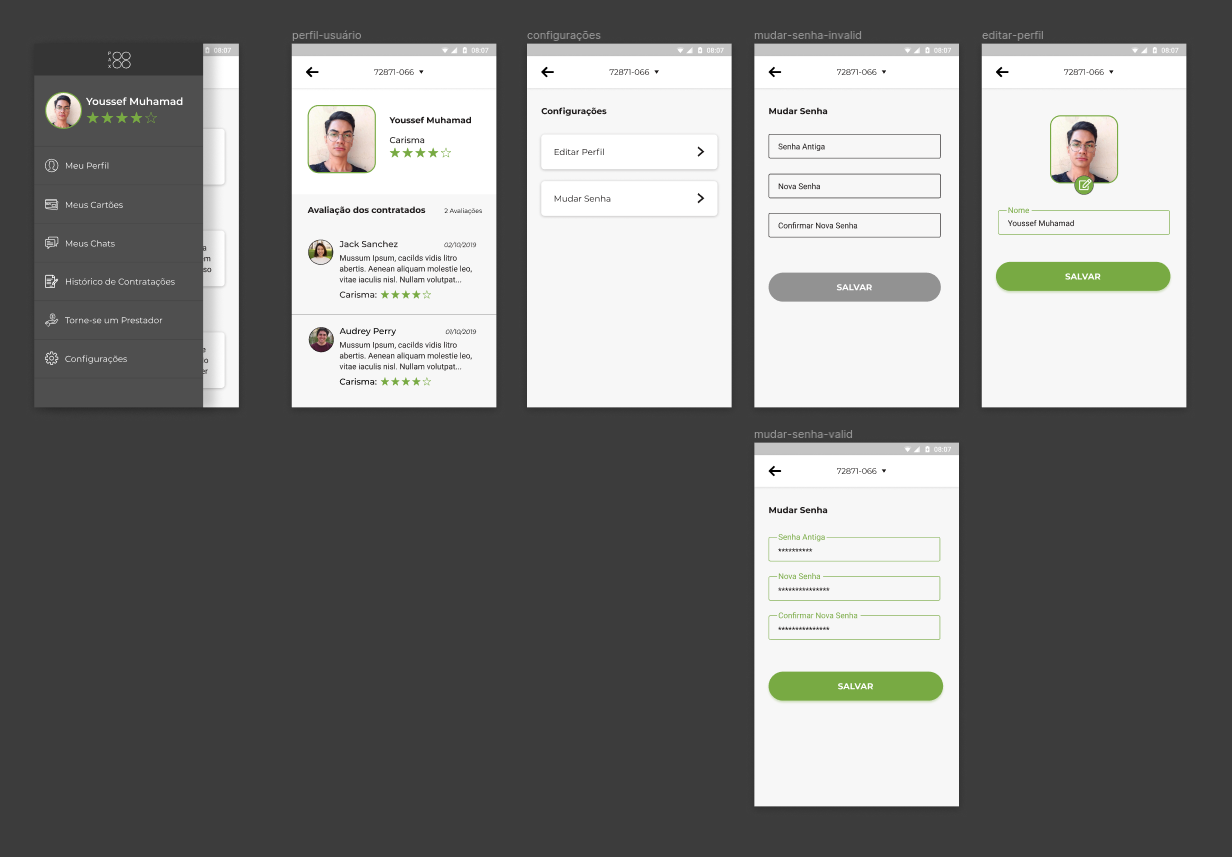 P
A
X
08:07
Youssef Muhamad
Meu Perfil
Meus Cartões
Meus Chats
Histórico de Contratações
Torne-se um Prestador
Configurações
a
em
so
e
o
er
perfil-usuário
08:07
72871-066
Youssef Muhamad
Carisma
Avaliação dos contratados
2 Avaliações
Jack Sanchez
02/10/2019
Mussum Ipsum, cacilds vidis litro
abertis. Aenean aliquam molestie leo,
vitae iaculis nisl. Nullam volutpat...
Carisma:
Audrey Perry
01/10/2019
Mussum Ipsum, cacilds vidis litro
abertis. Aenean aliquam molestie leo,
vitae iaculis nisl. Nullam volutpat...
Carisma:
configurações
08:07
72871-066
Configurações
Editar Perfil
Mudar Senha
mudar-senha-invalid
08:07
72871-066
Mudar Senha
Senha Antiga
Nova Senha
Confirmar Nova Senha
SALVAR
editar-perfil
08:07
72871-066
Nome
Youssef Muhamad
SALVAR
mudar-senha-valid
08:07
72871-066
Mudar Senha
Senha Antiga
**********
Nova Senha
***************
Confirmar Nova Senha
***************
SALVAR